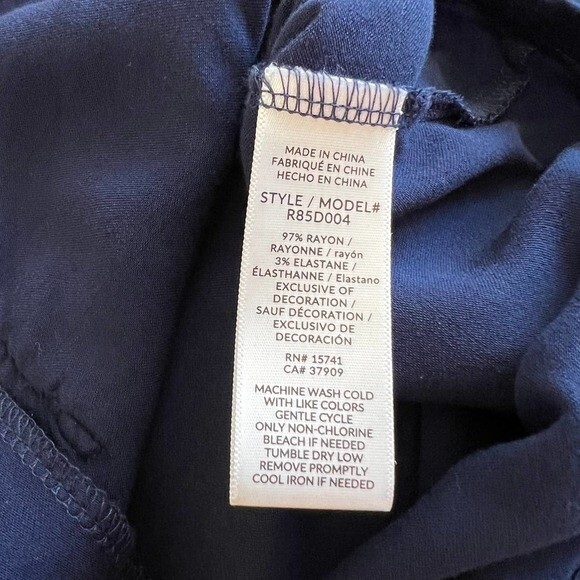 MADE IN CHINA
FABRIQUÉ EN CHINE
HECHO EN CHINA
STYLE / MODEL#
R85D004
97% RAYON /
RAYONNE / rayón
3% ELASTANE /
ÉLASTHANNE / Elastano
EXCLUSIVE OF
DECORATION /
SAUF DÉCORATION /
EXCLUSIVO DE
DECORACIÓN
RN# 15741
CA# 37909
MACHINE WASH COLD
WITH LIKE COLORS
GENTLE CYCLE
ONLY NON-CHLORINE
BLEACH IF NEEDED
TUMBLE DRY LOW
REMOVE PROMPTLY
COOL IRON IF NEEDED